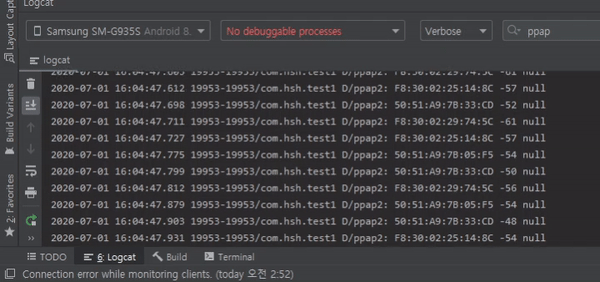 Logcat
Samsung SM-G935S Android 8.
No debuggable processes
Verbose
ppap
Layout Capt
logcat
2020-07-01 16:04:47.605 19953-19953/com.hsh.test1 D/ppap2: F8:30:02:29:74:5C -61 null
2020-07-01 16:04:47.612 19953-19953/com.hsh.test1 D/ppap2: F8:30:02:25:14:8C -57 null
2020-07-01 16:04:47.698 19953-19953/com.hsh.test1 D/ppap2: 50:51:A9:7B:33:CD -52 null
2020-07-01 16:04:47.711 19953-19953/com.hsh.test1 D/ppap2: F8:30:02:29:74:5C -61 null
2020-07-01 16:04:47.727 19953-19953/com.hsh.test1 D/ppap2: F8:30:02:25:14:8C -57 null
2020-07-01 16:04:47.775 19953-19953/com.hsh.test1 D/ppap2: 50:51:A9:7B:05:F5 -54 null
2020-07-01 16:04:47.799 19953-19953/com.hsh.test1 D/ppap2: 50:51:A9:7B:33:CD -50 null
2020-07-01 16:04:47.812 19953-19953/com.hsh.test1 D/ppap2: F8:30:02:29:74:5C -56 null
2020-07-01 16:04:47.879 19953-19953/com.hsh.test1 D/ppap2: 50:51:A9:7B:05:F5 -54 null
2020-07-01 16:04:47.903 19953-19953/com.hsh.test1 D/ppap2: 50:51:A9:7B:33:CD -48 null
2020-07-01 16:04:47.931 19953-19953/com.hsh.test1 D/ppap2: F8:30:02:25:14:8C -54 null
Build Variants
2: Favorites
TODO
6: Logcat
Build
Terminal
Connection error while monitoring clients. (today 오전 2:52)